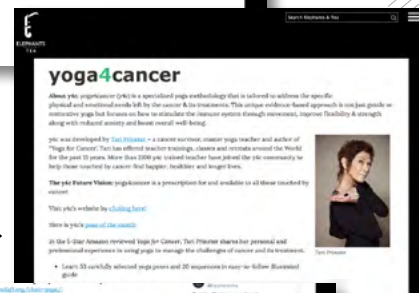 Search Elephants & Tea
ELEPHANTS
TEA
yoga4cancer
About y4c: yoga4cancer (y4c) is a specialized yoga methodology that is tailored to address the specific
physical and emotional needs left by the cancer & its treatments. This unique evidence-based approach is not just gentle or
restorative yoga but focuses on how to stimulate the immune system through movement, improve flexibility & strength
along with reduced anxiety and boost overall well-being.
y4c was developed by Tari Prinster – a cancer survivor, master yoga teacher and author of
"Yoga for Cancer'. Tari has offered teacher trainings, classes and retreats around the World
for the past 15 years. More than 2500 y4c trained teacher have joined the y4c community to
help those touched by cancer find happier, healthier and longer lives.
The y4c Future Vision: yoga4cancer is a prescription for and available to all those touched by
cancer
Visit y4c's website by clicking here!
Here is y4c's pose of the month
In the 5-Star Amazon reviewed Yoga for Cancer, Tari Prinster shares her personal and
professional experience in using yoga to manage the challenges of cancer and its treatment.
Tari Prinster
• Learn 53 carefully selected yoga poses and 20 sequences in easy-to-follow illustrated
guide